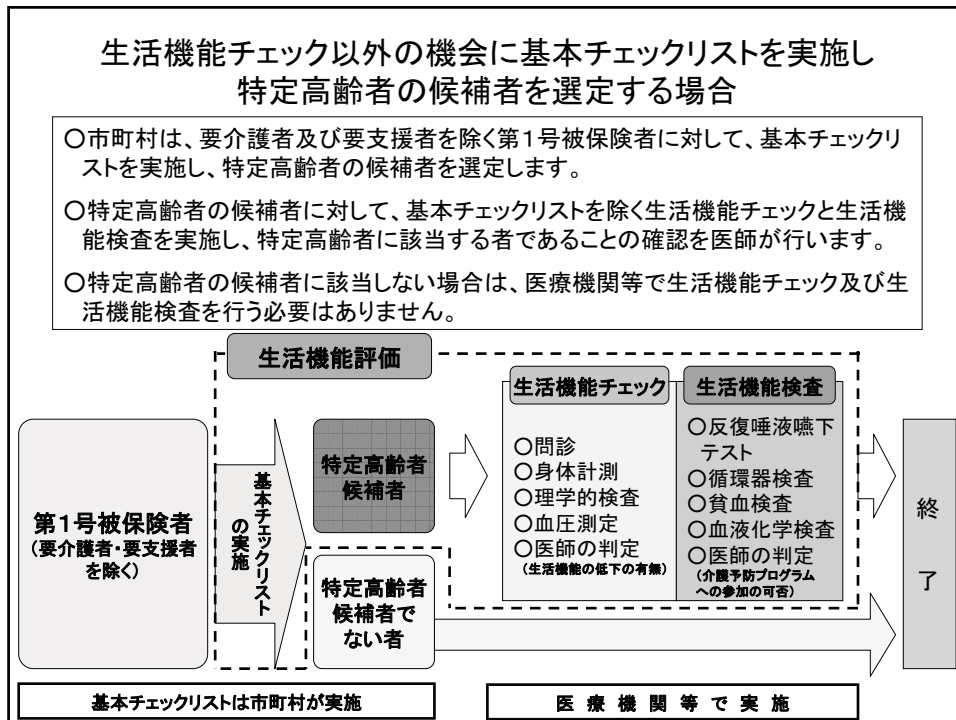 生活機能チェック以外の機会に基本チェックリストを実施し
特定高齢者の候補者を選定する場合
○市町村は、要介護者及び要支援者を除く第1号被保険者に対して、基本チェックリ
ストを実施し、特定高齢者の候補者を選定します。
○特定高齢者の候補者に対して、基本チェックリストを除く生活機能チェックと生活機
能検査を実施し、特定高齢者に該当する者であることの確認を医師が行います。
○特定高齢者の候補者に該当しない場合は、医療機関等で生活機能チェック及び生
活機能検査を行う必要はありません。
生活機能評価
第1号被保険者
(要介護者・要支援者
を除く)
基本チェックリスト
の実施
特定高齢者
候補者
特定高齢者
候補者で
ない者
生活機能チェック
○問診
○身体計測
○理学的検査
○血圧測定
○医師の判定
(生活機能の低下の有無)
生活機能検査
○反復唾液嚥下
テスト
○循環器検査
○貧血検査
○血液化学検査
○医師の判定
(介護予防プログラム
への参加の可否)
終
了
基本チェックリストは市町村が実施
医療機関等で実施